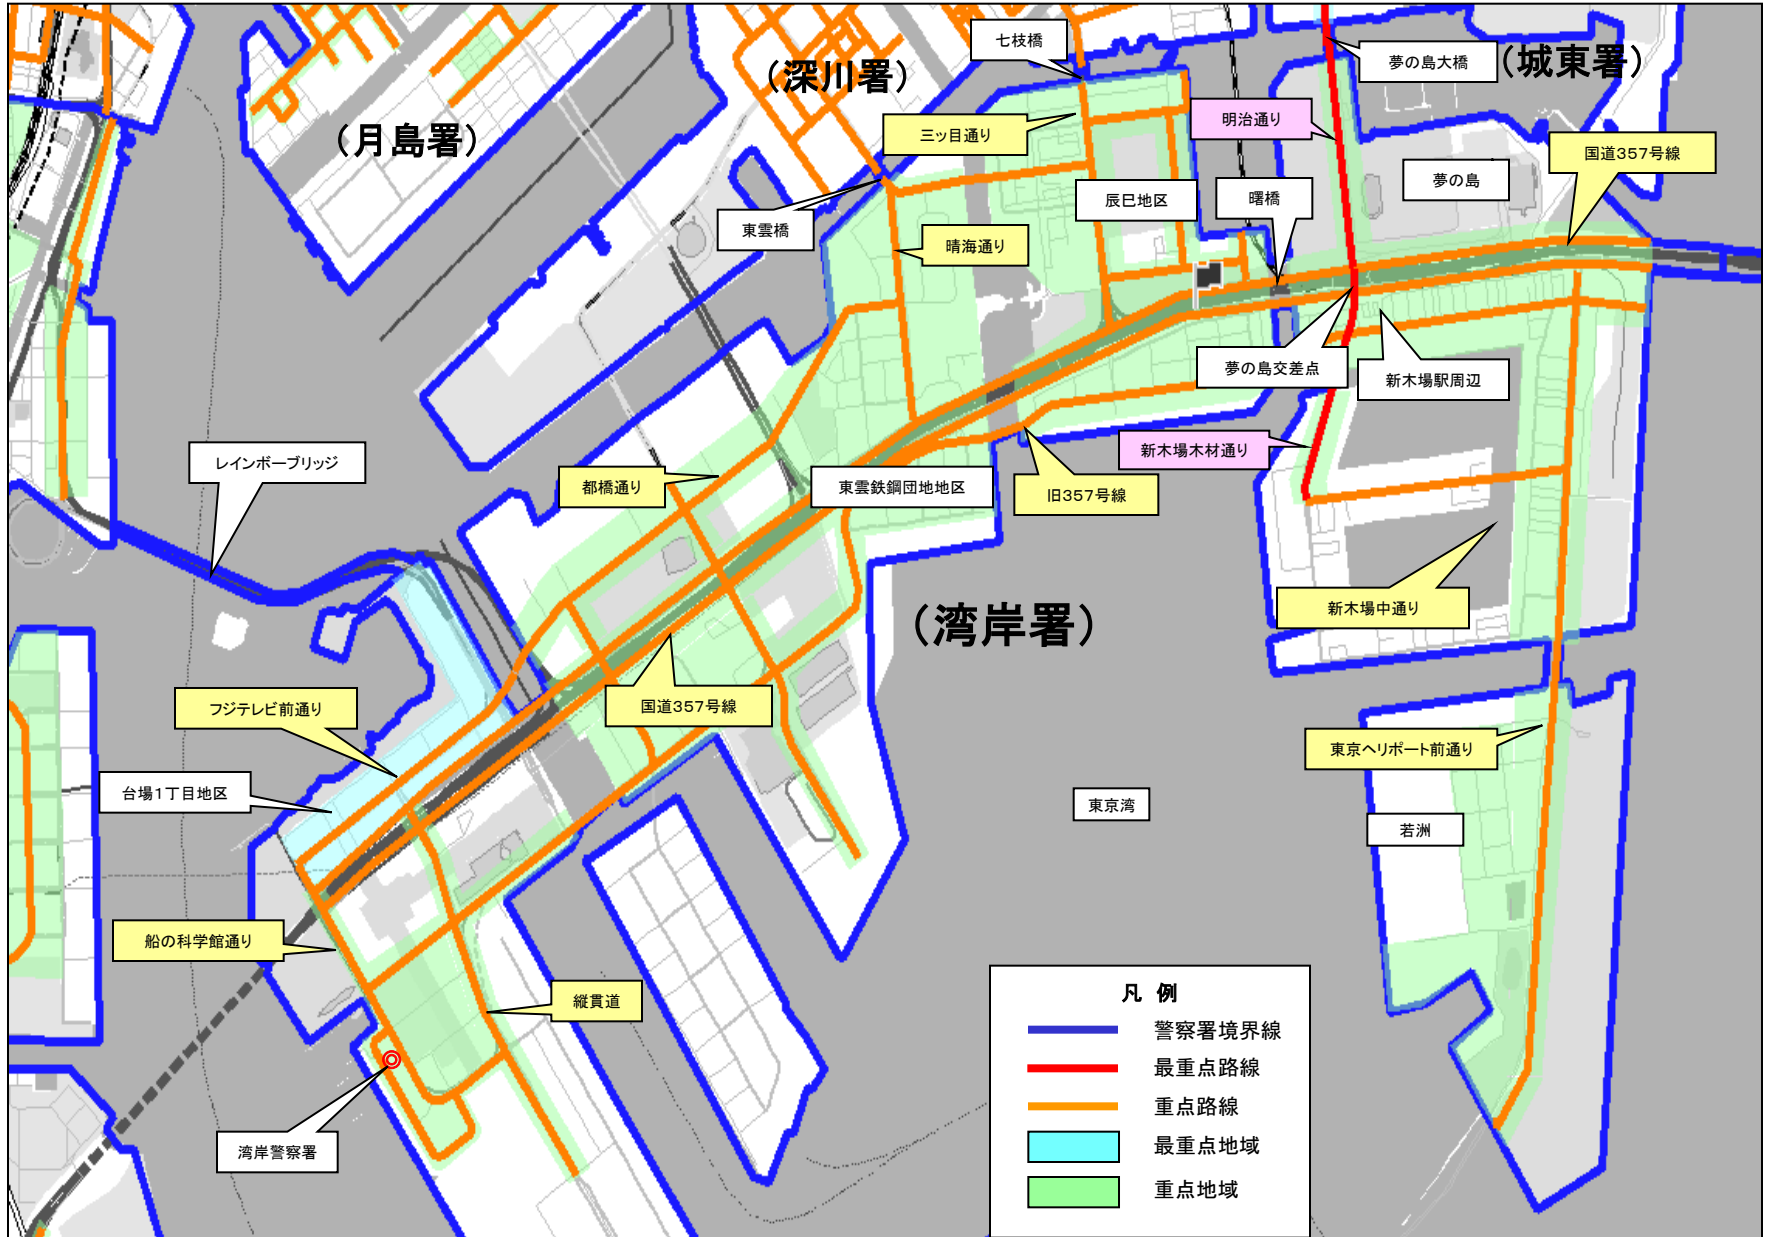 七枝橋
夢の島大橋
(城東署)
(深川署)
(月島署)
三ッ目通り
明治通り
国道357号線
夢の島
辰巳地区
曙橋
東雲橋
晴海通り
夢の島交差点
新木場駅周辺
レインボーブリッジ
都橋通り
東雲鉄鋼団地地区
旧357号線
新木場木材通り
新木場中通り
(湾岸署)
フジテレビ前通り
国道357号線
東京ヘリポート前通り
台場1丁目地区
東京湾
若洲
船の科学館通り
縦貫道
湾岸警察署
凡 例
警察署境界線
最重点路線
重点路線
最重点地域
重点地域